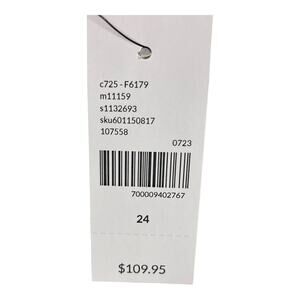 c725 - F6179
m11159
s1132693
sku601150817
107558
0723
700009402767
24
$109.95